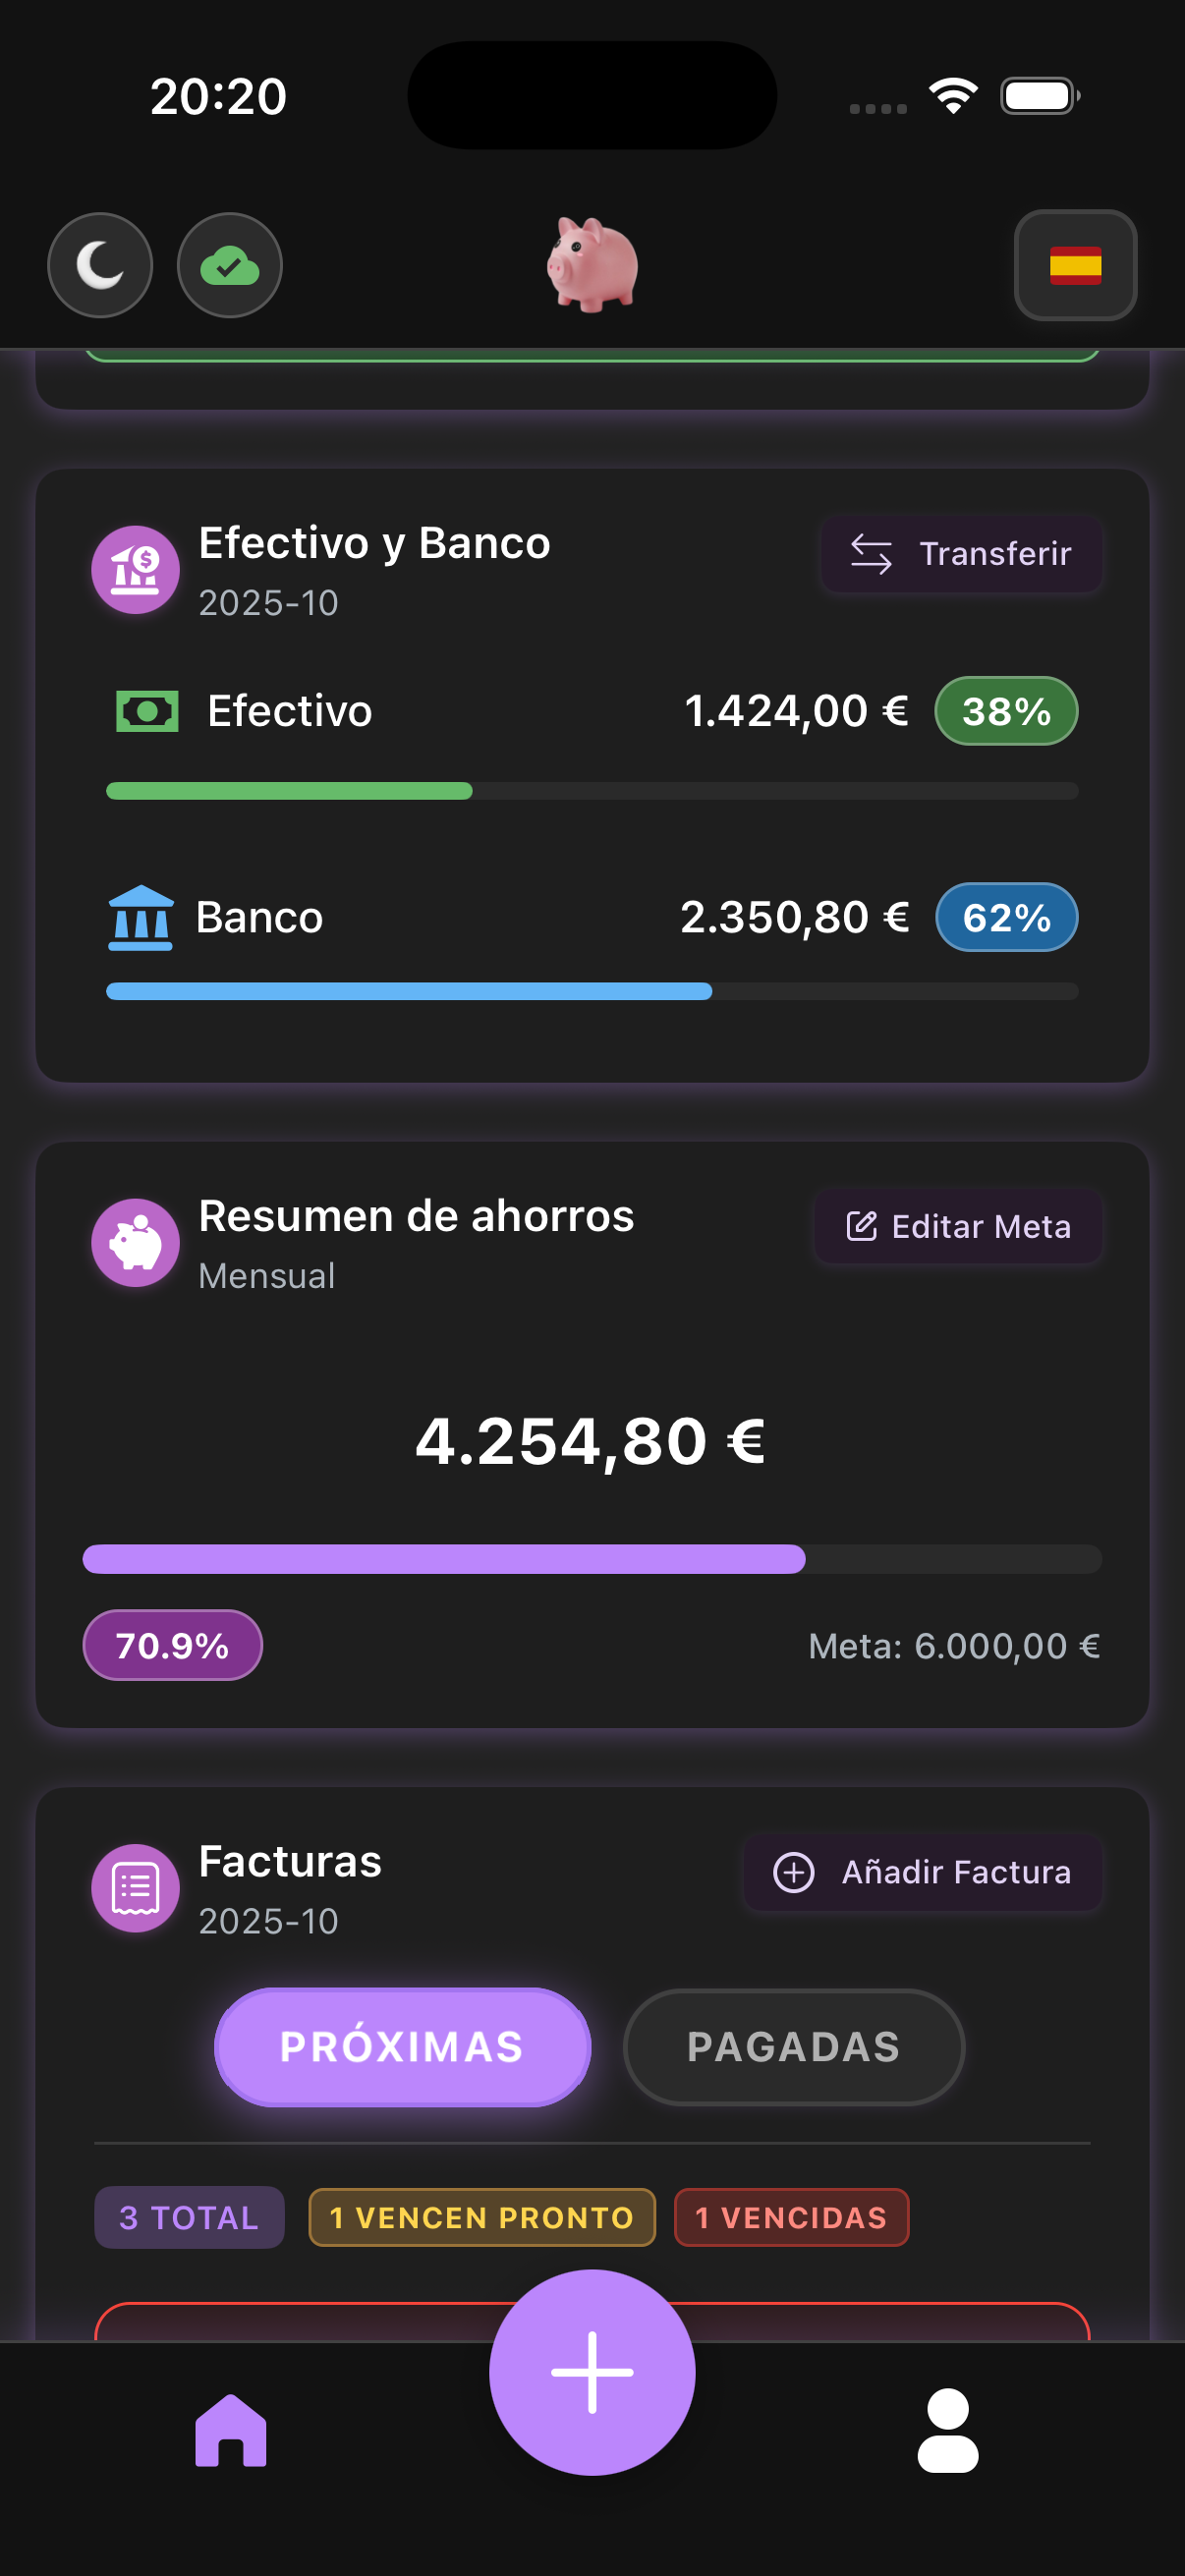 20:20
Efectivo y Banco
Transferir
2025-10
Efectivo
1.424,00 €
38%
Banco
2.350,80 €
62%
Resumen de ahorros
Editar Meta
Mensual
4.254,80 €
70.9%
Meta: 6.000,00 €
Facturas
Añadir Factura
2025-10
PRÓXIMAS
PAGADAS
3 TOTAL
1 VENCEN PRONTO
1 VENCIDAS